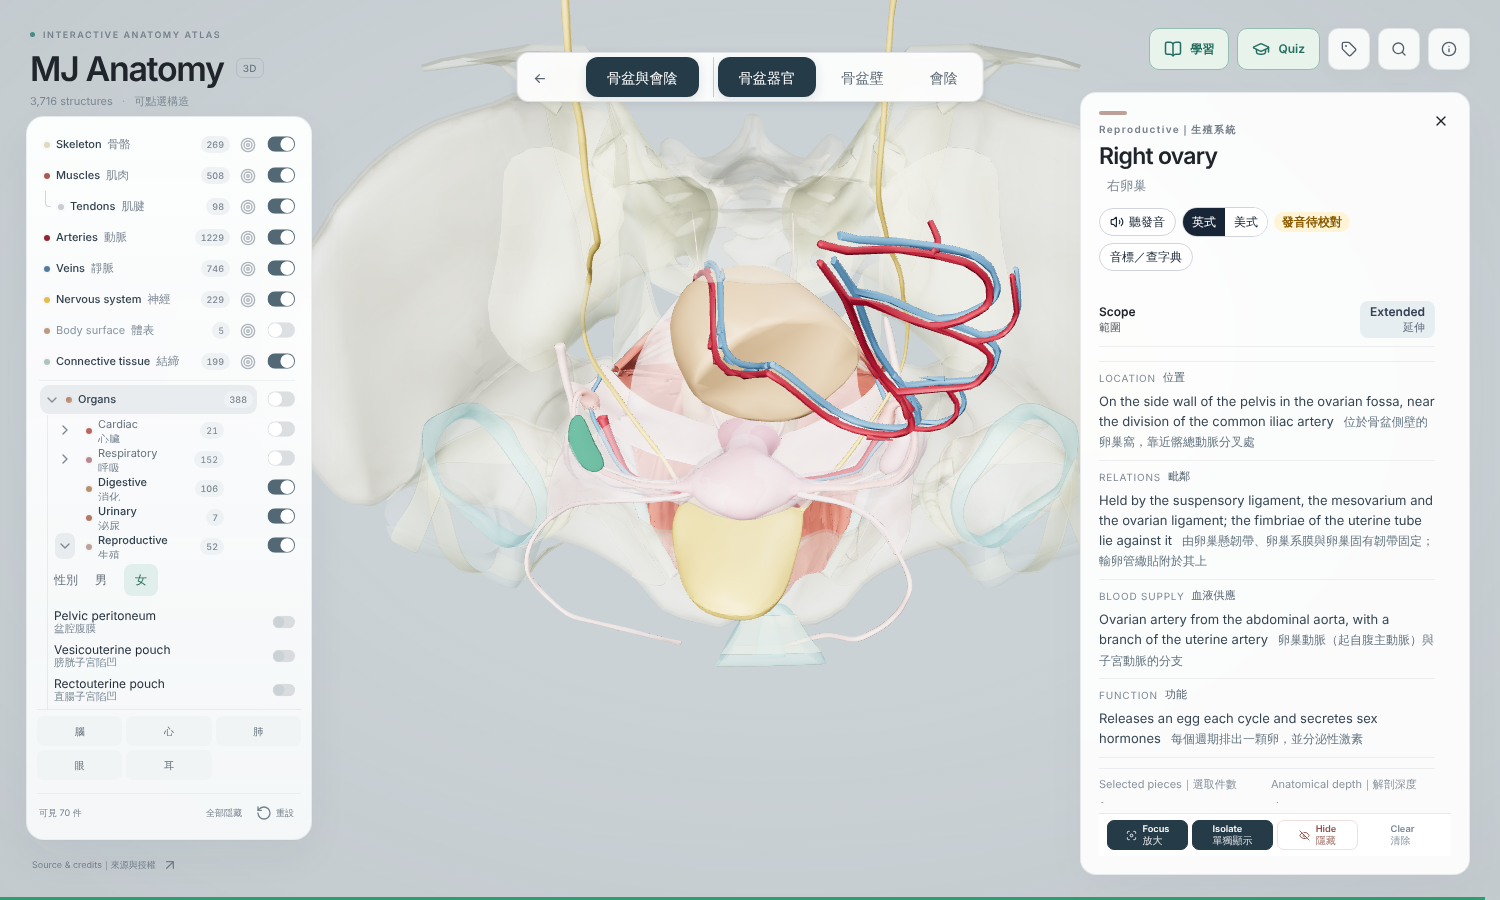 INTERACTIVE ANATOMY ATLAS
MJ Anatomy 3D
3,716 structures · 可點選構造
← 骨盆與會陰 骨盆器官 骨盆壁 會陰
學習 Quiz
Skeleton 骨骼 269
Muscles 肌肉 508
Tendons 肌腱 98
Arteries 動脈 1229
Veins 靜脈 746
Nervous system 神經 229
Body surface 體表 5
Connective tissue 結締 199
Organs 388
Cardiac 21
心臟
Respiratory 152
呼吸
Digestive 106
消化
Urinary 7
泌尿
Reproductive 52
生殖
性別 男 女
Pelvic peritoneum
盆腔腹膜
Vesicouterine pouch
膀胱子宮陷凹
Rectouterine pouch
直腸子宮陷凹
腦 心 肺
眼 耳
可見 70 件 全部隱藏 重設
Source & credits | 來源與授權
Reproductive | 生殖系統
Right ovary
右卵巢
聽發音 英式 美式 發音待校對
音標／查字典
Scope Extended
範圍 延伸
LOCATION 位置
On the side wall of the pelvis in the ovarian fossa, near
the division of the common iliac artery 位於骨盆側壁的
卵巢窩，靠近髂總動脈分叉處
RELATIONS 毗鄰
Held by the suspensory ligament, the mesovarium and
the ovarian ligament; the fimbriae of the uterine tube
lie against it 由卵巢懸韌帶、卵巢系膜與卵巢固有韌帶固定；
輸卵管繖貼附於其上
BLOOD SUPPLY 血液供應
Ovarian artery from the abdominal aorta, with a
branch of the uterine artery 卵巢動脈（起自腹主動脈）與
子宮動脈的分支
FUNCTION 功能
Releases an egg each cycle and secretes sex
hormones 每個週期排出一顆卵，並分泌性激素
Selected pieces | 選取件數 Anatomical depth | 解剖深度
Focus Isolate Hide Clear
放大 單獨顯示 隱藏 清除